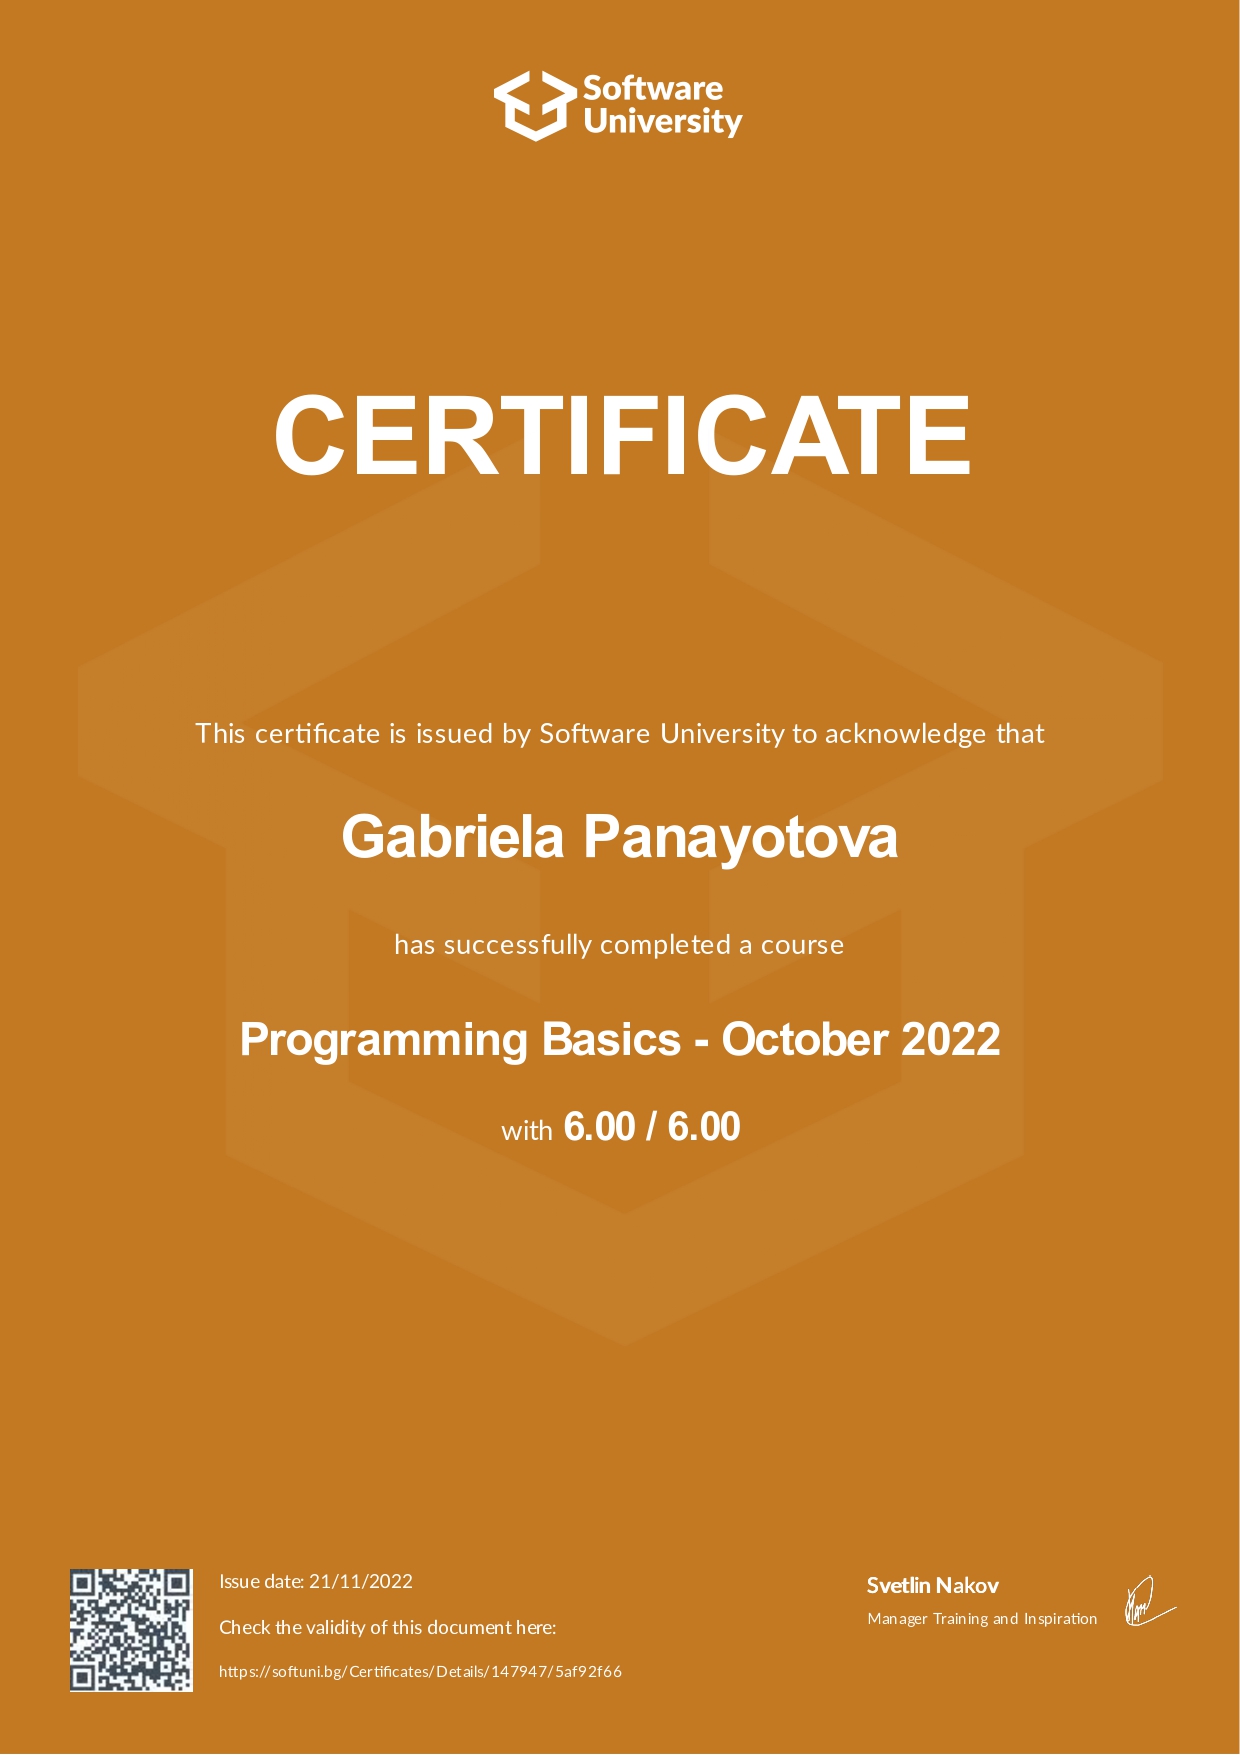 Software
University
CERTIFICATE
This certificate is issued by Software University to acknowledge that
Gabriela Panayotova
has successfully completed a course
Programming Basics - October 2022
with 6.00 / 6.00
Issue date: 21/11/2022
Check the validity of this document here:
https://softuni.bg/Certificates/Details/147947/5af92f66
Svetlin Nakov
Manager Training and Inspiration